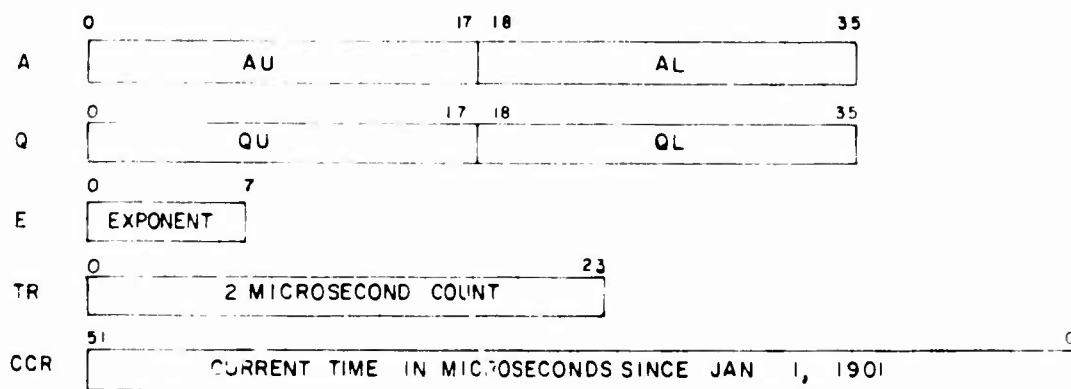 0 17 18 35
A AU AL
0 17 18 35
Q QU QL
0 7
E EXPONENT
0 23
TR 2 MICROSECOND COUNT
51 0
CCR CURRENT TIME IN MICROSECONDS SINCE JAN 1, 1901